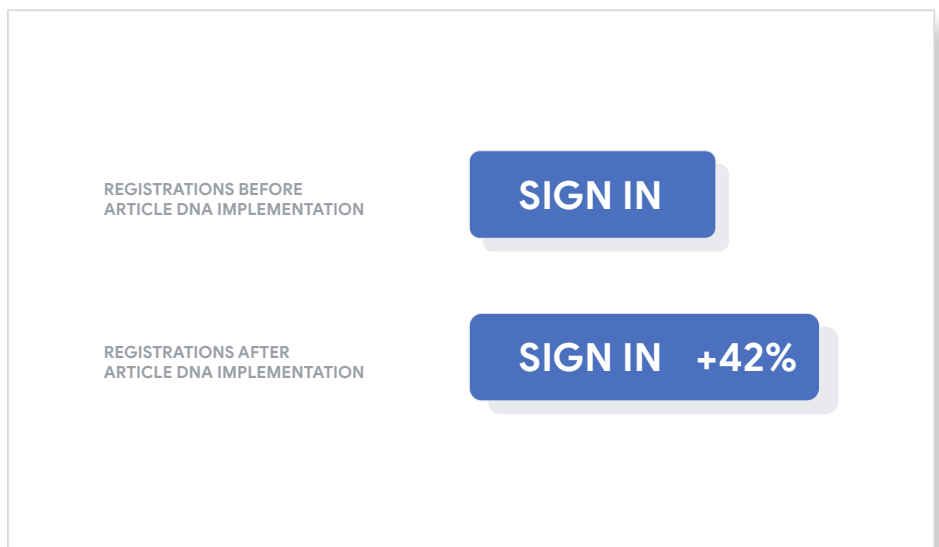 REGISTRATIONS BEFORE
ARTICLE DNA IMPLEMENTATION
SIGN IN
REGISTRATIONS AFTER
ARTICLE DNA IMPLEMENTATION
SIGN IN +42%